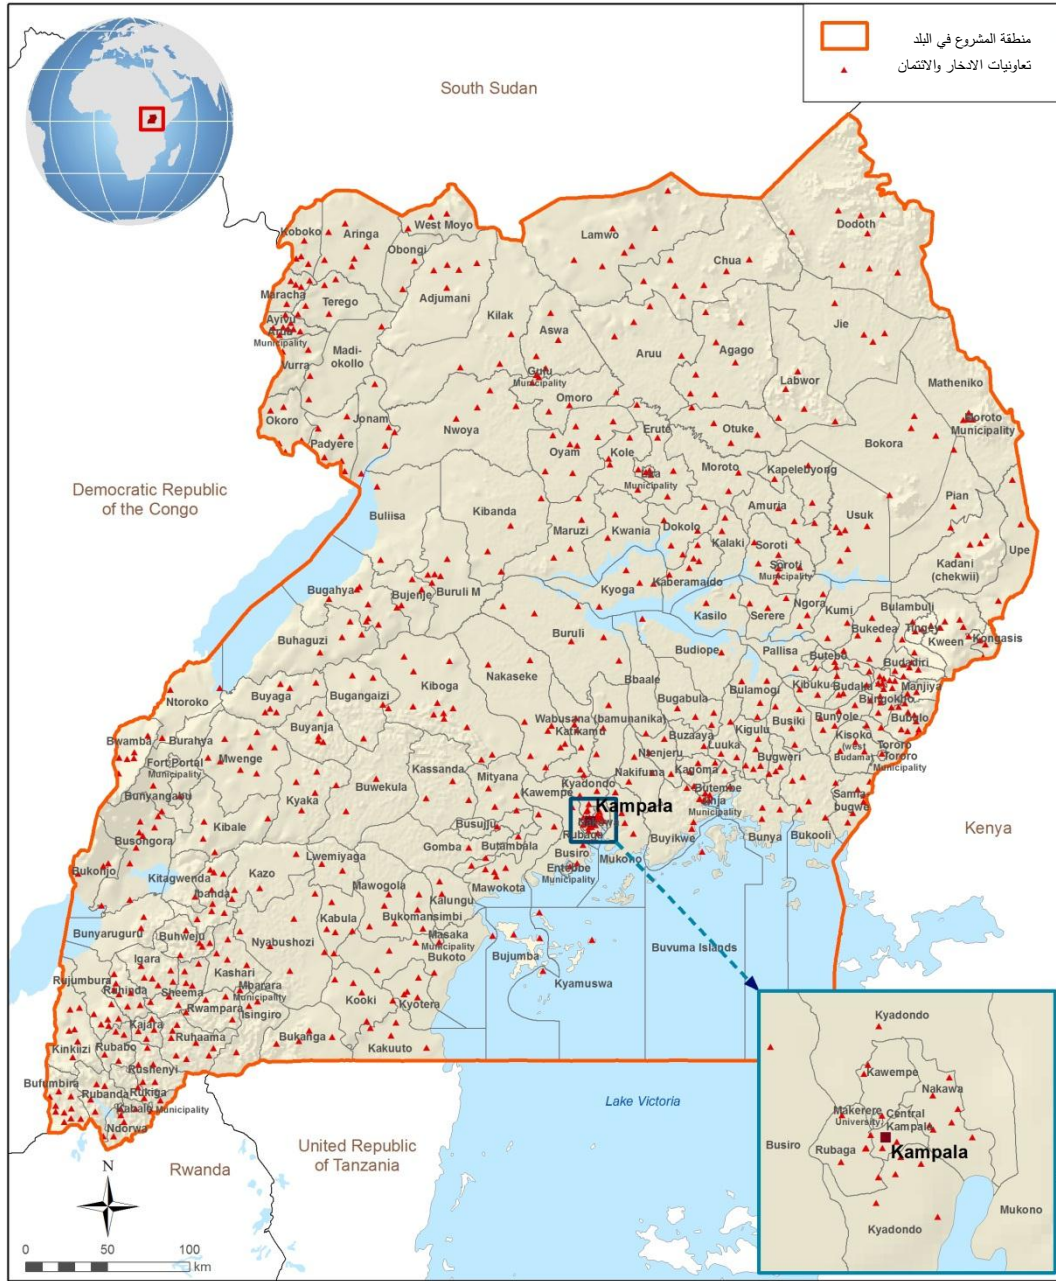 منطقة المشروع في البلد
تعاونيات الادخار والائتمان
South Sudan
West Moyo
Dodoth
Koboko
Aringa
Lamwo
Obongi
Chua
Maracha
Terego
Adjumani
Kilak
Ayivu
Arua
Municipality
Aswa
Jie
Vurra
Madi-
okollo
Aruu
Agago
Gulu
Municipality
Labwor
Matheniko
Omoro
Okoro
Jonam
Nwoya
Erute
Otuke
Moroto
Municipality
Padyere
Oyam
Kole
Bokora
Lira
Municipality
Moroto
Kapelebyong
Democratic Republic
of the Congo
Pian
Buliisa
Kibanda
Amuria
Usuk
Maruzi
Kwania
Dokolo
Kalaki
Soroti
Upe
Soroti
Municipality
Kadani
(chekwii)
Bugahya
Bujenje
Buruli M
Kyoga
Kaberamaido
Ngora
Kasilo
Serere
Kumi
Bulambuli
Buhaguzi
Buruli
Bukedea
Tingey
Kween
Kongasis
Budiope
Pallisa
Butebo
Budadiri
Nakaseke
Bbaale
Kiboga
Bulamogi
Kibuku
Budaka
Manjiya
Ntoroko
Buyaga
Bugangaizi
Bugabula
Bungokho
Bubulo
Wabusana (bamunanika)
Katikamu
Busiki
Bunyole
Buyanja
Buzaaya
Kigulu
Bwamba
Burahya
Luuka
Kisoko
(west
Budama)
Tororo
Tororo
Municipality
Mwenge
Ntenjeru
Bugweri
Fort Portal
Municipality
Kassanda
Mityana
Nakifuma
Kagoma
Buwekula
Kyadondo
Kawempe
Butembe
Bunyangabu
Kyaka
Kampala
Jinja
Municipality
Samia
bugwe
Kibale
Busujju
Rubaga
Busongora
Gomba
Butambala
Busiro
Mukono
Buyikwe
Bunya
Bukooli
Kenya
Lwemiyaga
Entebbe
Municipality
Bukonjo
Kitagwenda
Kazo
Mawogola
Mawokota
Ibanda
Kalungu
Kabula
Bukomansimbi
Bunyaruguru
Buhweju
Masaka
Municipality
Nyabushozi
Bukoto
Buvuma Islands
Igara
Bujumba
Kashari
Rujumbura
Ruhinda
Sheema
Mbarara
Municipality
Kyamuswa
Kooki
Kyotera
Rwampara
Isingiro
Kajara
Ruhaama
Bukanga
Kinkiizi
Rubabo
Kakuuto
Rushenyi
Bufumbira
Rubanda
Rukiga
Kabale Municipality
Ndorwa
Lake Victoria
United Republic
of Tanzania
Rwanda
N
0 50 100
km
Kyadondo
Kawempe
Nakawa
Makerere
University
Central
Kampala
Busiro
Rubaga
Kampala
Mukono
Kyadondo